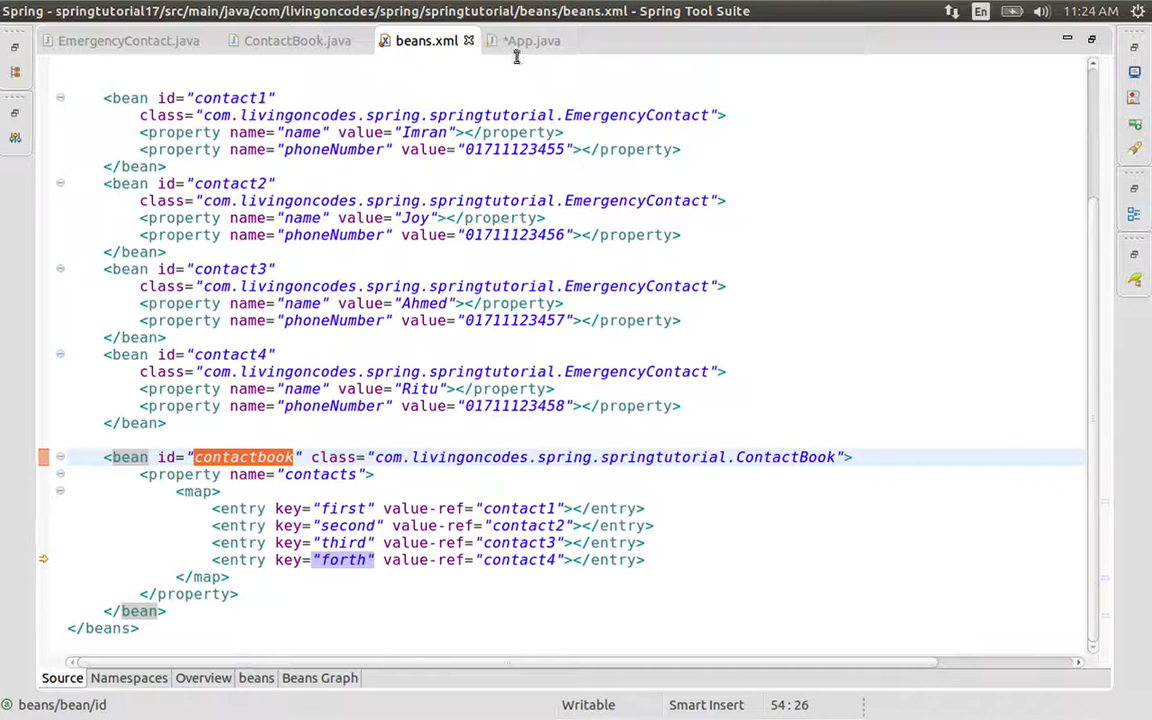 Spring - springtutorial17/src/main/java/com/livingoncodes/spring/springtutorial/beans/beans.xml - Spring Tool Suite
En
11:24 AM
EmergencyContact.java
ContactBook.java
beans.xml
*App.java
<bean id="contact1"
class="com.livingoncodes.spring.springtutorial.EmergencyContact">
<property name="name" value="Imran"></property>
<property name="phoneNumber" value="01711123455"></property>
</bean>
<bean id="contact2"
class="com.livingoncodes.spring.springtutorial.EmergencyContact">
<property name="name" value="Joy"></property>
<property name="phoneNumber" value="01711123456"></property>
</bean>
<bean id="contact3"
class="com.livingoncodes.spring.springtutorial.EmergencyContact">
<property name="name" value="Ahmed"></property>
<property name="phoneNumber" value="01711123457"></property>
</bean>
<bean id="contact4"
class="com.livingoncodes.spring.springtutorial.EmergencyContact">
<property name="name" value="Ritu"></property>
<property name="phoneNumber" value="01711123458"></property>
</bean>
<bean id="contactbook" class="com.livingoncodes.spring.springtutorial.ContactBook">
<property name="contacts">
<map>
<entry key="first" value-ref="contact1"></entry>
<entry key="second" value-ref="contact2"></entry>
<entry key="third" value-ref="contact3"></entry>
<entry key="forth" value-ref="contact4"></entry>
</map>
</property>
</bean>
</beans>
Source
Namespaces
Overview
beans
Beans Graph
beans/bean/id
Writable
Smart Insert
54 : 26